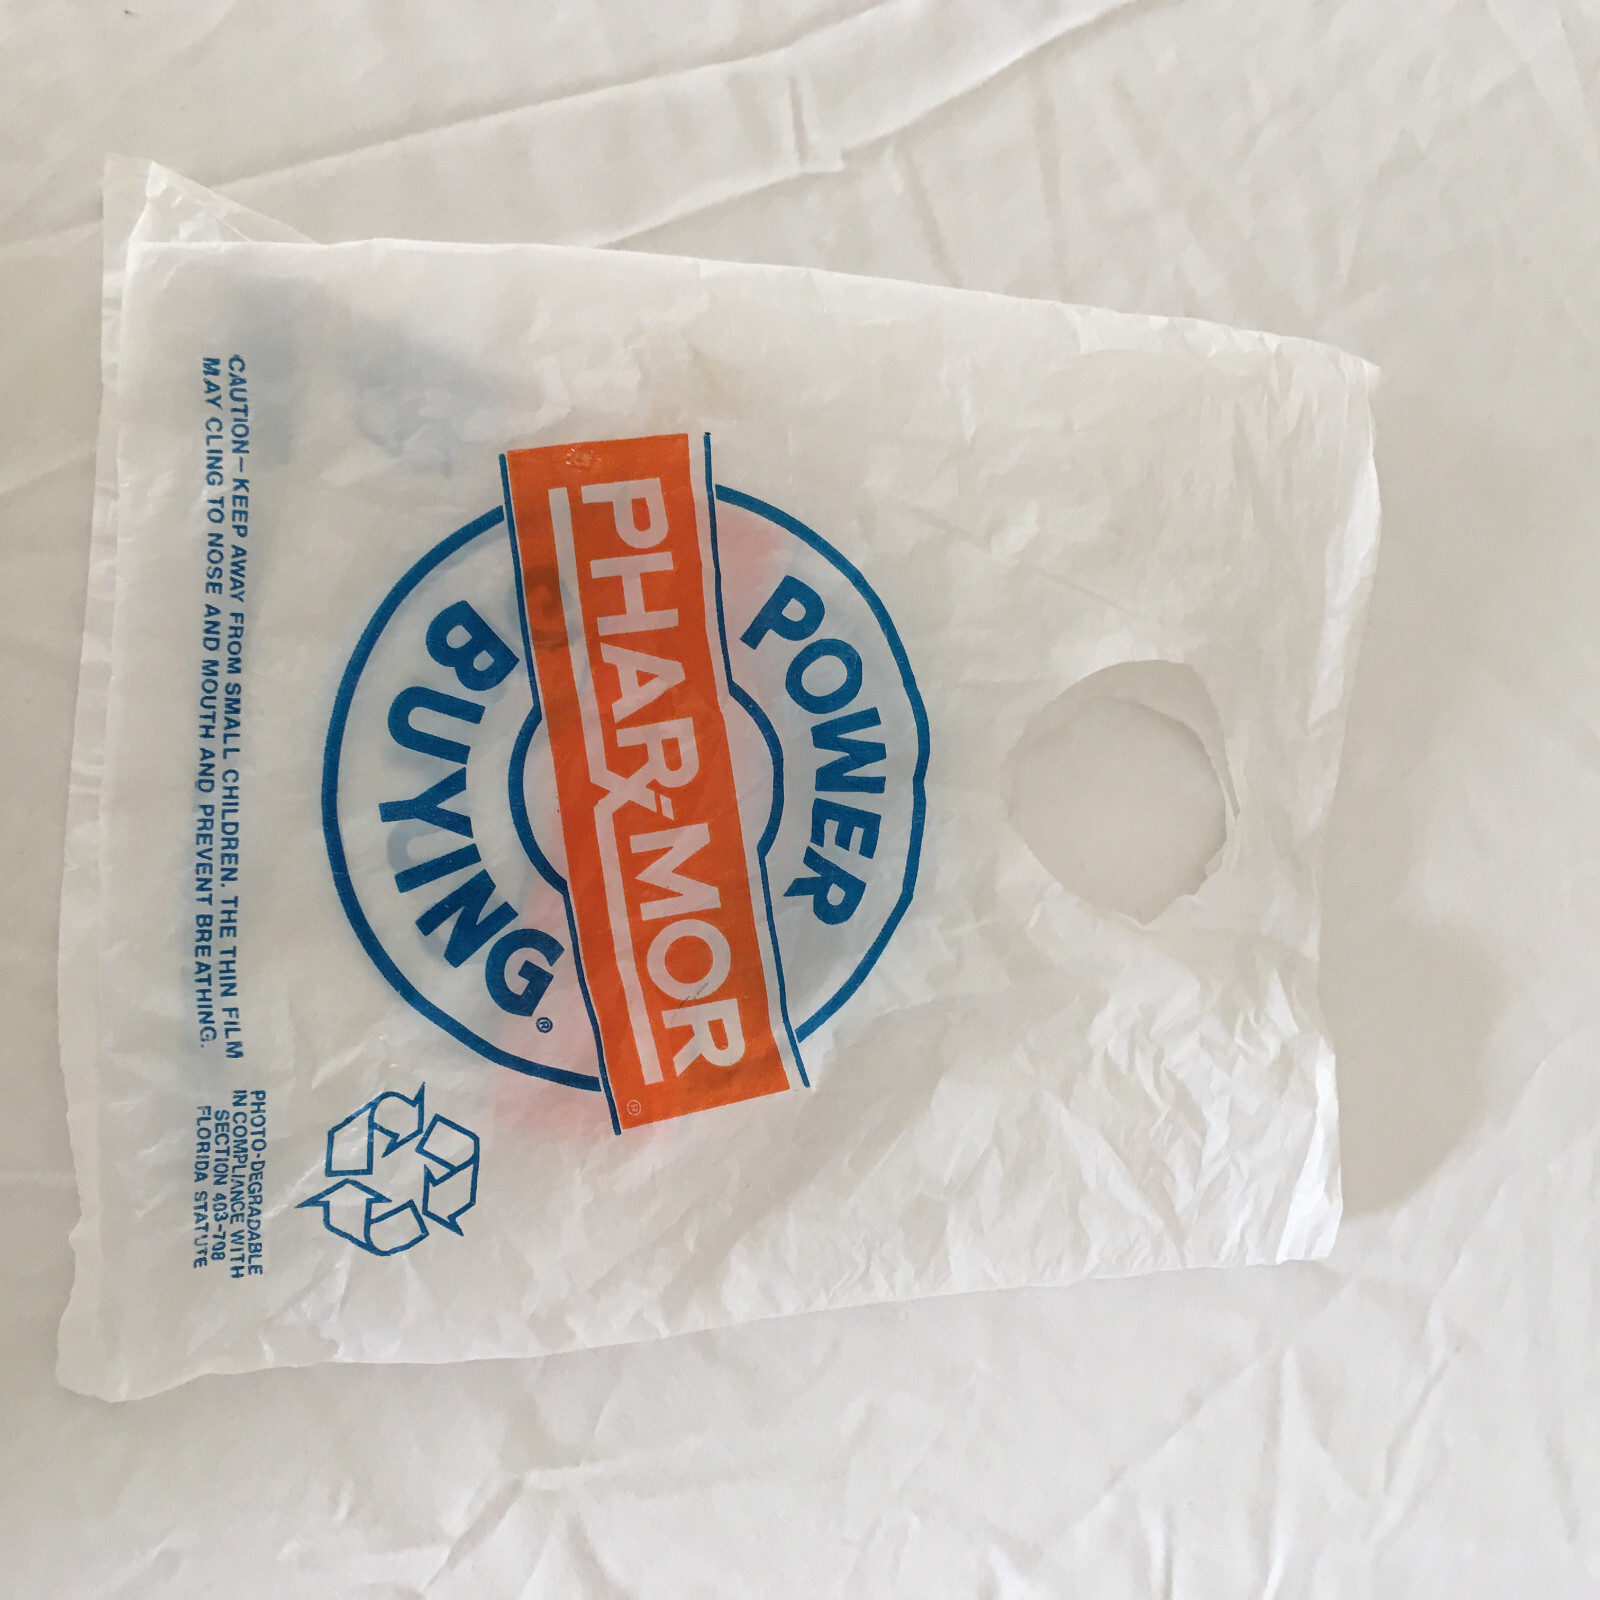 POWER
PHAR-MOR
®
BUYING®
CAUTION—KEEP AWAY FROM SMALL CHILDREN. THE THIN FILM
MAY CLING TO NOSE AND MOUTH AND PREVENT BREATHING.
PHOTO-DEGRADABLE
IN COMPLIANCE WITH
SECTION 403-708
FLORIDA STATUTE